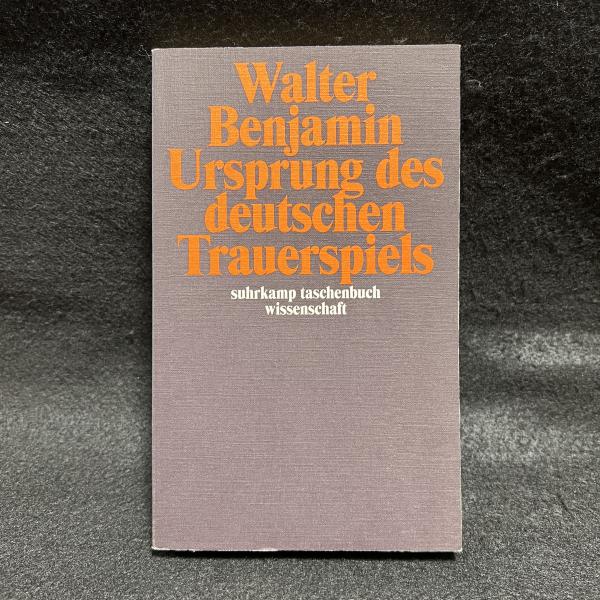 Walter
Benjamin
Ursprung des
deutschen
Trauerspiels
suhrkamp taschenbuch
wissenschaft